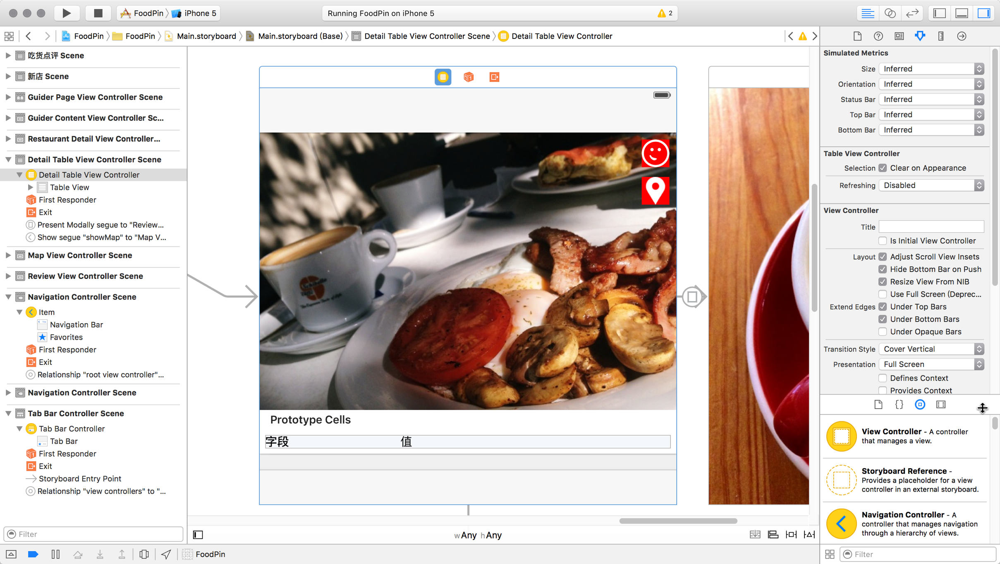 FoodPin iPhone 5
Running FoodPin on iPhone 5
2
FoodPin FoodPin Main.storyboard Main.storyboard (Base) Detail Table View Controller Scene Detail Table View Controller
吃货点评 Scene
新店 Scene
Guider Page View Controller Scene
Guider Content View Controller Sc...
Restaurant Detail View Controller...
Detail Table View Controller Scene
Detail Table View Controller
Table View
First Responder
Exit
Present Modally segue to "Review...
Show segue "showMap" to "Map V...
Map View Controller Scene
Review View Controller Scene
Navigation Controller Scene
Item
Navigation Bar
Favorites
First Responder
Exit
Relationship "root view controller"...
Navigation Controller Scene
Tab Bar Controller Scene
Tab Bar Controller
Tab Bar
First Responder
Exit
Storyboard Entry Point
Relationship "view controllers" to "...
Filter
Prototype Cells
字段 值
wAny hAny
FoodPin
Simulated Metrics
Size Inferred
Orientation Inferred
Status Bar Inferred
Top Bar Inferred
Bottom Bar Inferred
Table View Controller
Selection Clear on Appearance
Refreshing Disabled
View Controller
Title
Is Initial View Controller
Layout Adjust Scroll View Insets
Hide Bottom Bar on Push
Resize View From NIB
Use Full Screen (Deprec...
Extend Edges Under Top Bars
Under Bottom Bars
Under Opaque Bars
Transition Style Cover Vertical
Presentation Full Screen
Defines Context
Provides Context
View Controller - A controller
that manages a view.
Storyboard Reference -
Provides a placeholder for a view
controller in an external storyboard.
Navigation Controller - A
controller that manages navigation
through a hierarchy of views.
Filter